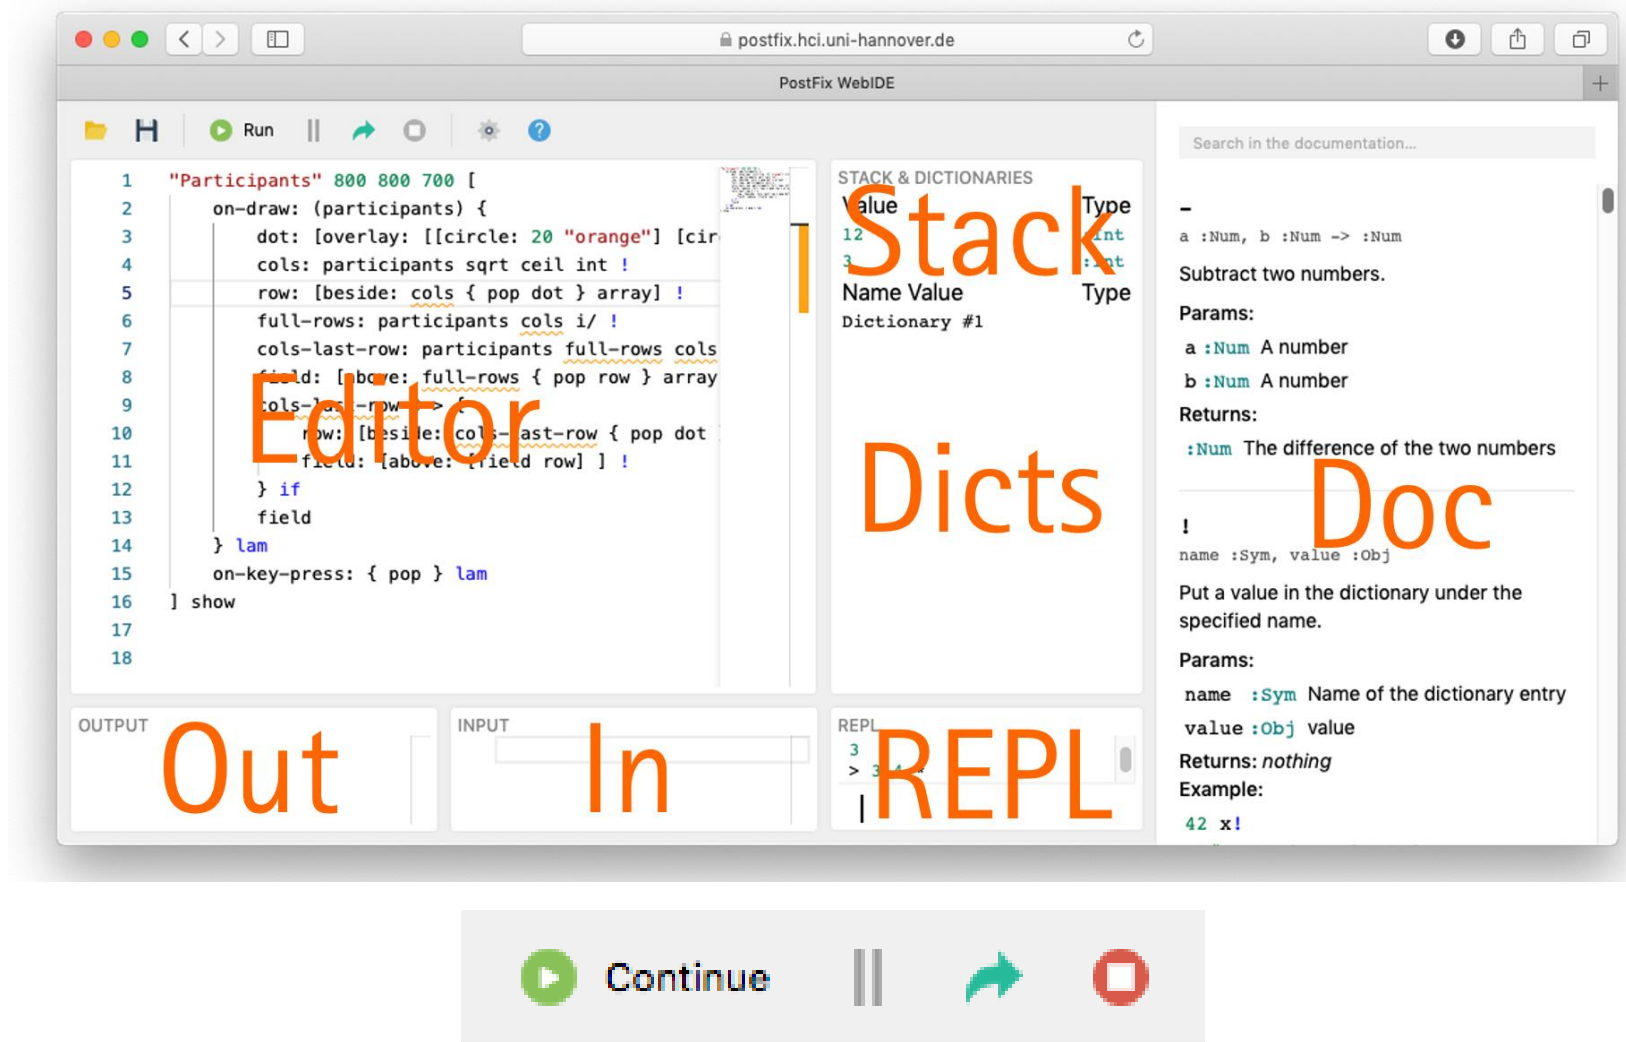 postfix.hci.uni-hannover.de
PostFix WebIDE
Run
1 "Participants" 800 800 700 [
2 on-draw: (participants) {
3 dot: [overlay: [[circle: 20 "orange"] [cir
4 cols: participants sqrt ceil int !
5 row: [beside: cols { pop dot } array] !
6 full-rows: participants cols i/ !
7 cols-last-row: participants full-rows cols
8 field: [above: full-rows { pop row } array
9 cols-last-row > {
10 row: [beside: cols-last-row { pop dot
11 field: [above: [field row] ] !
12 } if
13 field
14 } lam
15 on-key-press: { pop } lam
16 ] show
17
18
Editor
STACK & DICTIONARIES
Value Type
12 :int
3 :int
Name Value Type
Dictionary #1
Stack
Dicts
Search in the documentation...
-
a :Num, b :Num -> :Num
Subtract two numbers.
Params:
a :Num A number
b :Num A number
Returns:
:Num The difference of the two numbers
Doc
!
name :Sym, value :Obj
Put a value in the dictionary under the
specified name.
Params:
name :Sym Name of the dictionary entry
value :Obj value
Returns: nothing
Example:
42 x!
OUTPUT
Out
INPUT
In
REPL
3
> 3 4 *
REPL
Continue